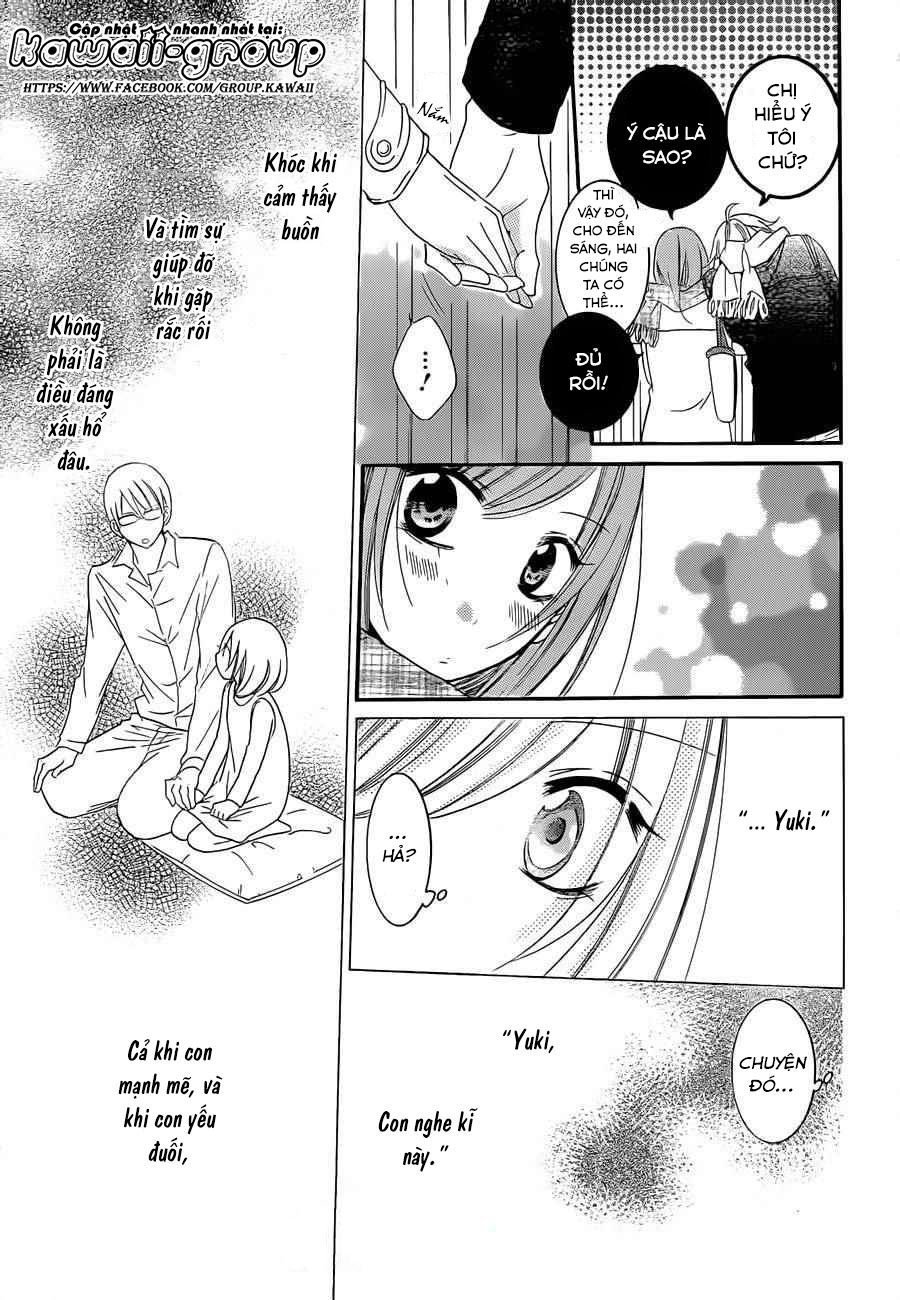 Cập nhật nhanh nhất tại:
kawaii-group
HTTPS://WWW.FACEBOOK.COM/GROUP.KAWAII
CHỊ
HIỂU Ý
TÔI
CHỨ?
Ý CẬU LÀ
SAO?
THÌ
VẬY ĐÓ,
CHO ĐẾN
SÁNG, HAI
CHÚNG
TA CÓ
THỂ...
ĐỦ
RỒI!
Nắm
...!
"... Yuki."
...
HẢ?
CHUYỆN
ĐÓ...
"Yuki,
Con nghe kĩ
này."
Khóc khi
cảm thấy
buồn
Và tìm sự
giúp đỡ
khi gặp
rắc rối
Không
phải là
điều đang
xấu hổ
đâu.
Cả khi con
mạnh mẽ, và
khi con yếu
đuối,